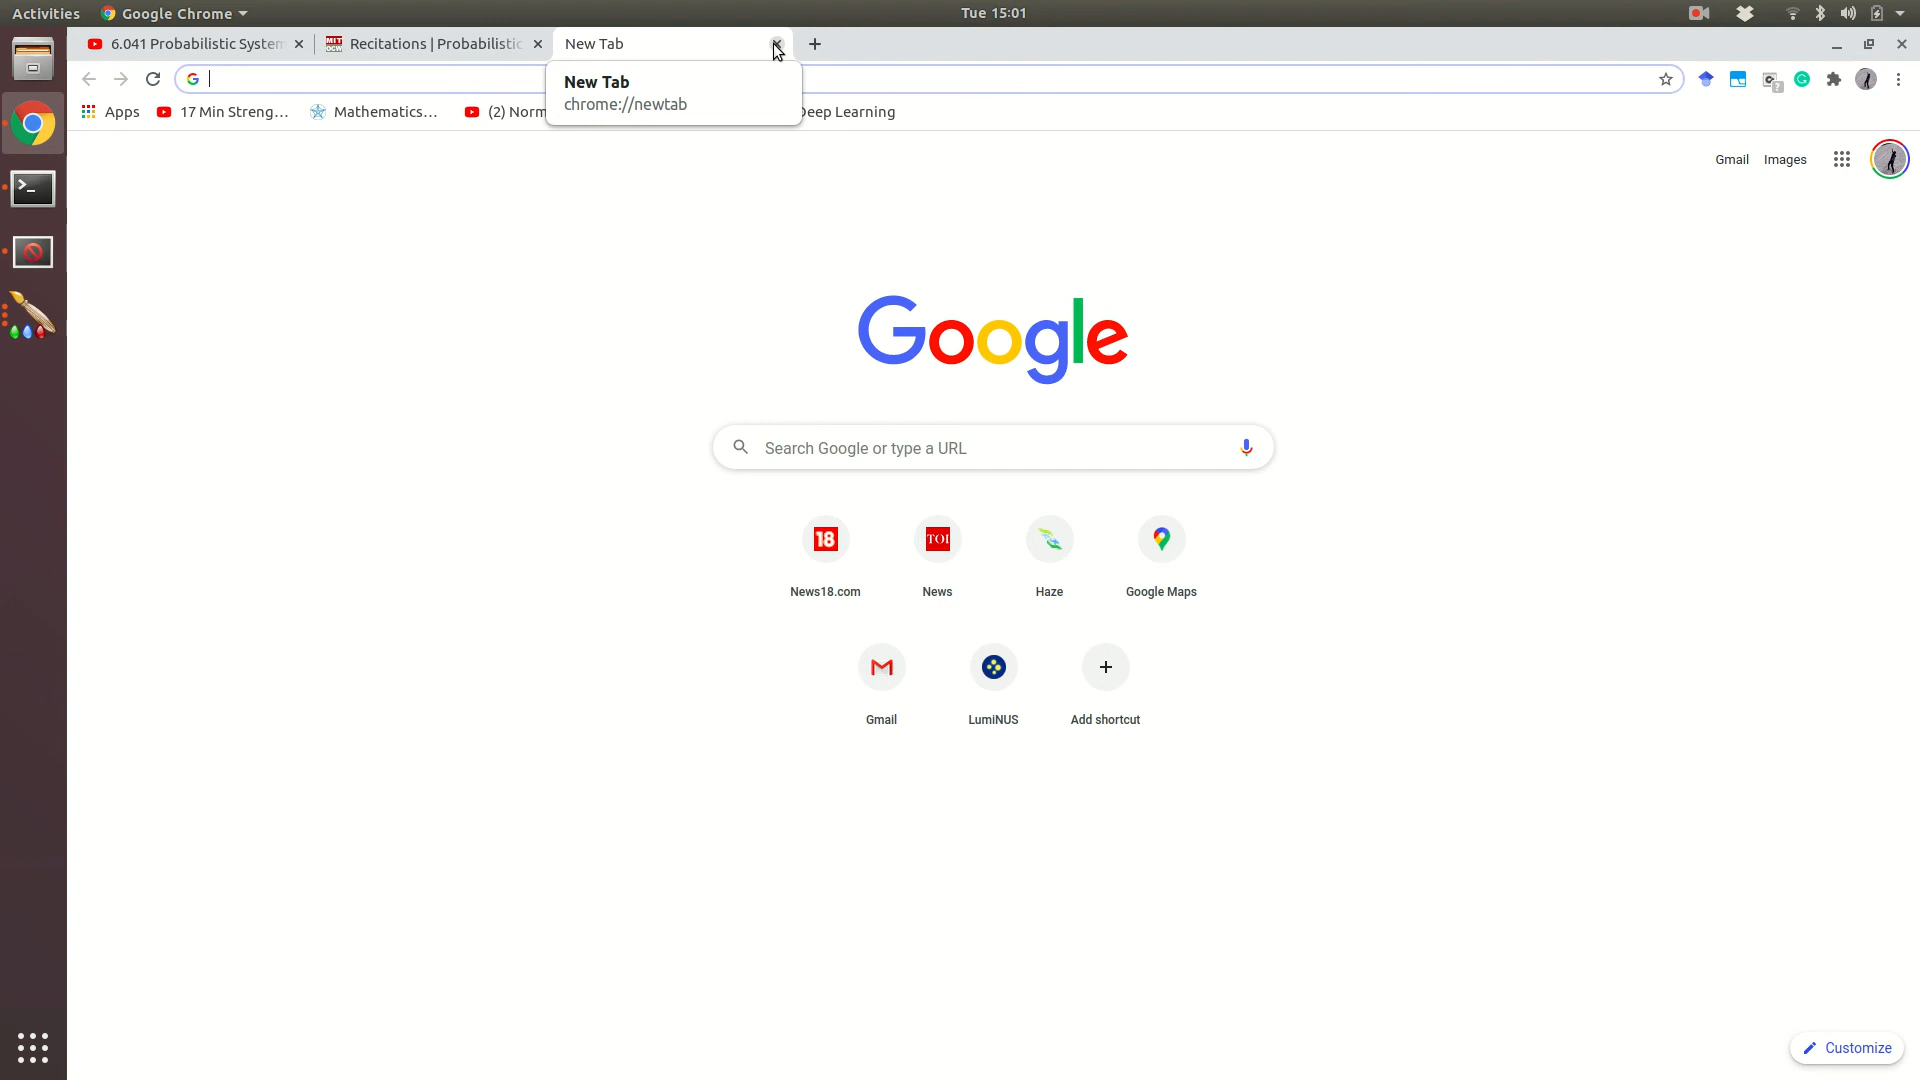 Activities Google Chrome Tue 15:01
6.041 Probabilistic System Recitations | Probabilistic New Tab
New Tab
chrome://newtab
Apps 17 Min Streng... Mathematics... (2) Norm Deep Learning
Gmail Images
Google
Search Google or type a URL
18 TOI
News18.com News Haze Google Maps
Gmail LumiNUS Add shortcut
Customize